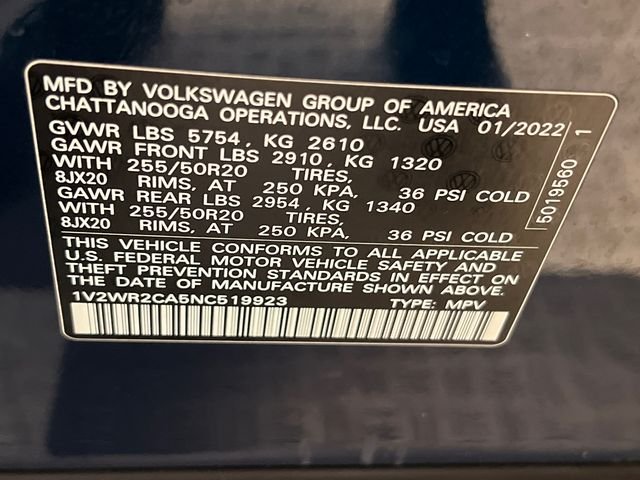 MFD BY VOLKSWAGEN GROUP OF AMERICA
CHATTANOOGA OPERATIONS, LLC. USA 01/2022
GVWR LBS 5754, KG 2610
GAWR FRONT LBS 2910, KG 1320
WITH 255/50R20 TIRES,
8JX20 RIMS, AT 250 KPA, 36 PSI COLD
GAWR REAR LBS 2954, KG 1340
WITH 255/50R20 TIRES,
8JX20 RIMS, AT 250 KPA, 36 PSI COLD
THIS VEHICLE CONFORMS TO ALL APPLICABLE
U.S. FEDERAL MOTOR VEHICLE SAFETY AND
THEFT PREVENTION STANDARDS IN EFFECT ON
THE DATE OF MANUFACTURE SHOWN ABOVE.
1V2WR2CA5NC519923 TYPE: MPV
5019560 1